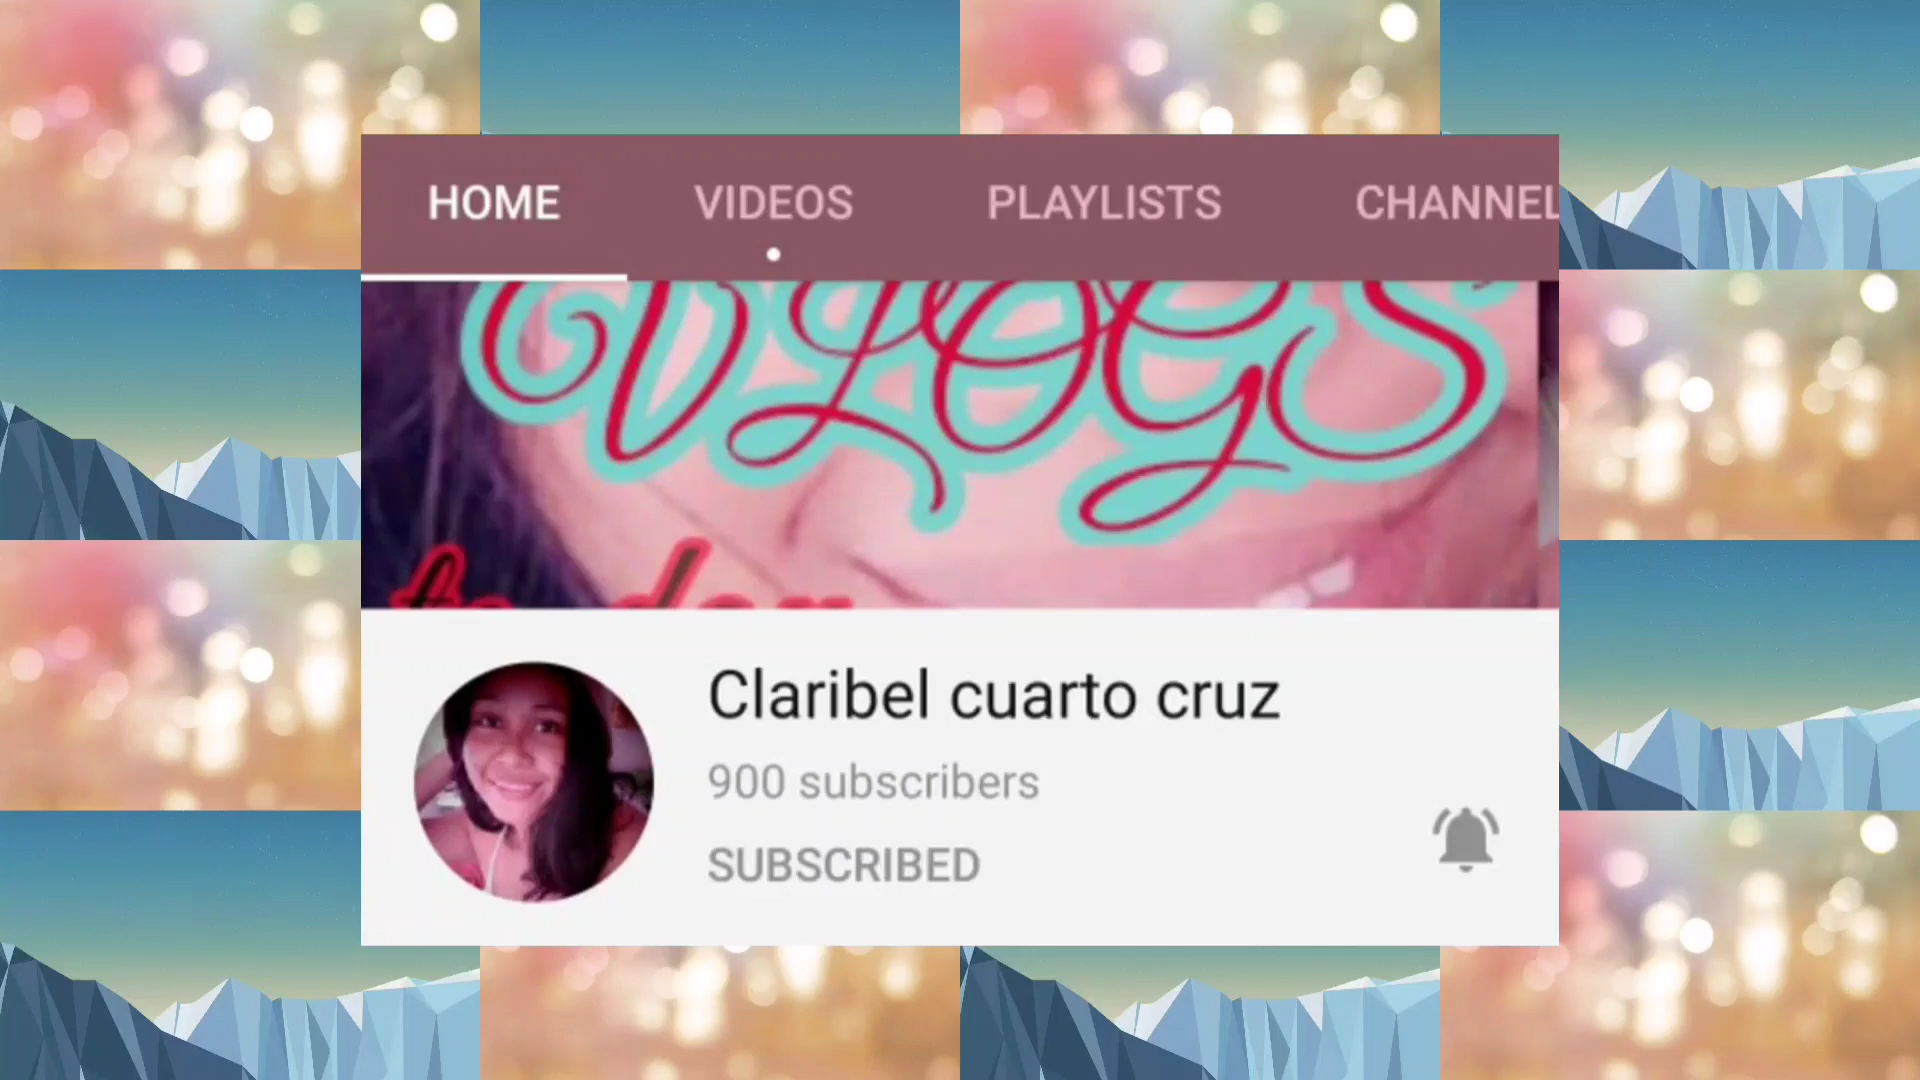 HOME VIDEOS PLAYLISTS CHANNEL
VLOGS
Claribel cuarto cruz
900 subscribers
SUBSCRIBED